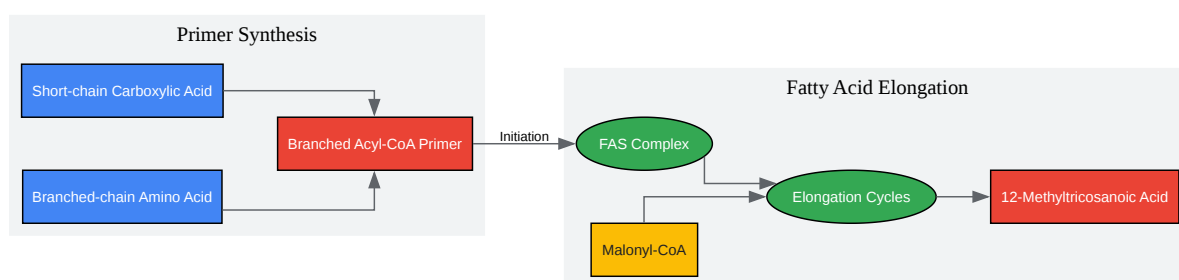 Primer Synthesis
Short-chain Carboxylic Acid
Branched-chain Amino Acid
Branched Acyl-CoA Primer
Initiation
Fatty Acid Elongation
FAS Complex
Malonyl-CoA
Elongation Cycles
12-Methyltricosanoic Acid